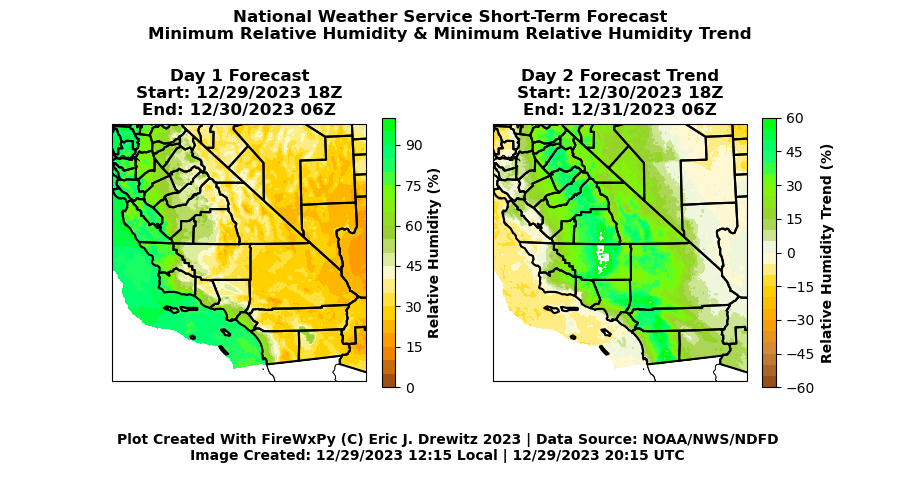 National Weather Service Short-Term Forecast
Minimum Relative Humidity & Minimum Relative Humidity Trend
Day 1 Forecast
Start: 12/29/2023 18Z
End: 12/30/2023 06Z
90
75
60
45
30
15
0
Relative Humidity (%)
Day 2 Forecast Trend
Start: 12/30/2023 18Z
End: 12/31/2023 06Z
60
45
30
15
0
−15
−30
−45
−60
Relative Humidity Trend (%)
Plot Created With FireWxPy (C) Eric J. Drewitz 2023 | Data Source: NOAA/NWS/NDFD
Image Created: 12/29/2023 12:15 Local | 12/29/2023 20:15 UTC